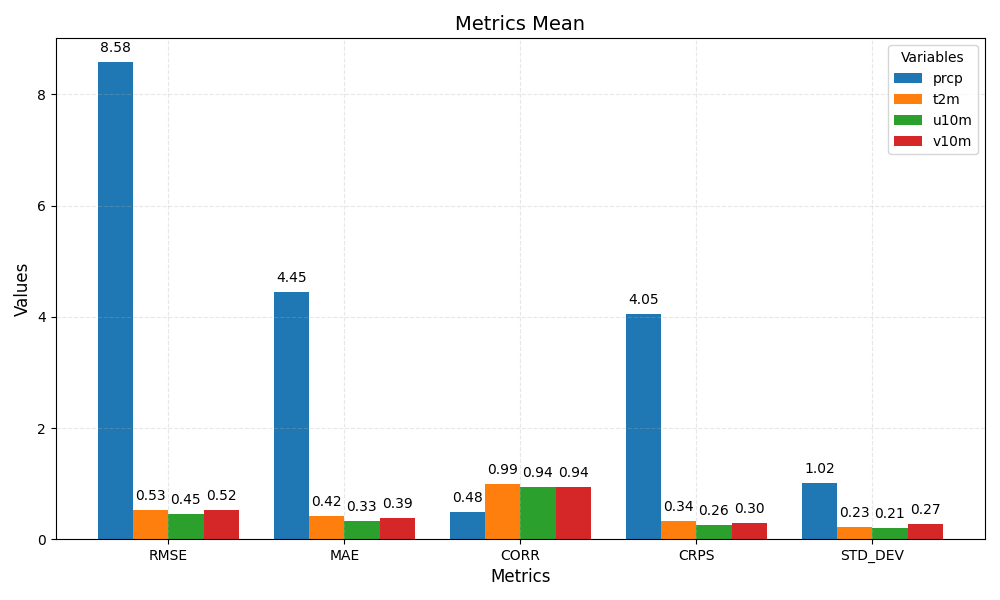 Metrics Mean
Variables
prcp
t2m
u10m
v10m
Values
8
6
4
2
0
8.58
0.53
0.45
0.52
4.45
0.42
0.33
0.39
0.48
0.99
0.94
0.94
4.05
0.34
0.26
0.30
1.02
0.23
0.21
0.27
RMSE
MAE
CORR
CRPS
STD_DEV
Metrics